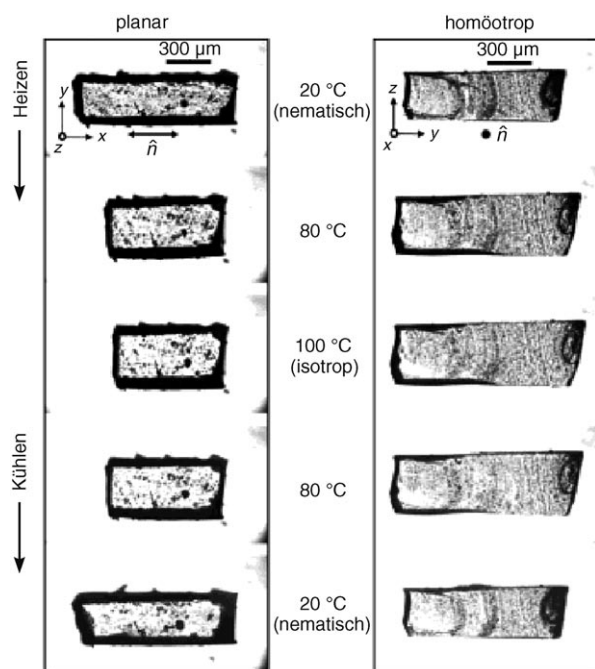 planar
homöotrop
300 µm
300 µm
Heizen
20 °C
(nematisch)
y
z
x
n̂
z
x
y
n̂
80 °C
100 °C
(isotrop)
Kühlen
80 °C
20 °C
(nematisch)